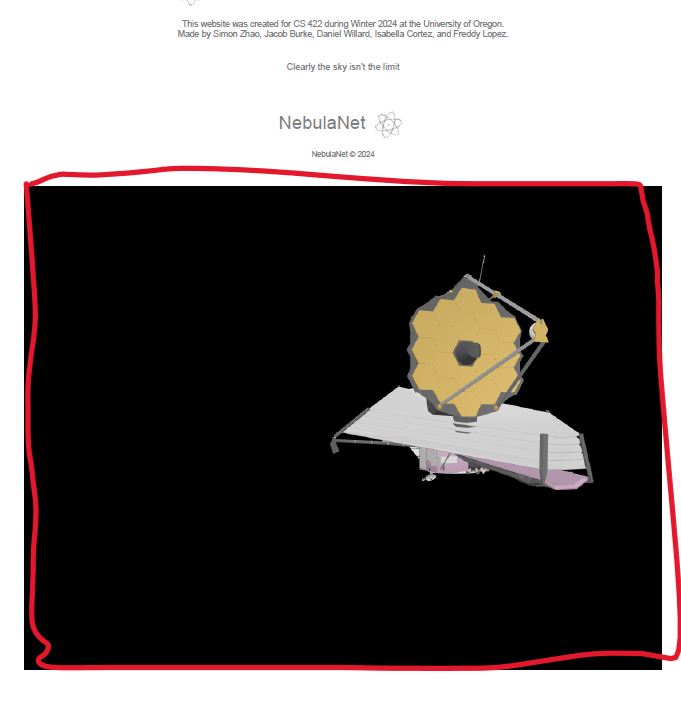 This website was created for CS 422 during Winter 2024 at the University of Oregon.
Made by Simon Zhao, Jacob Burke, Daniel Willard, Isabella Cortez, and Freddy Lopez.
Clearly the sky isn't the limit
NebulaNet
NebulaNet © 2024